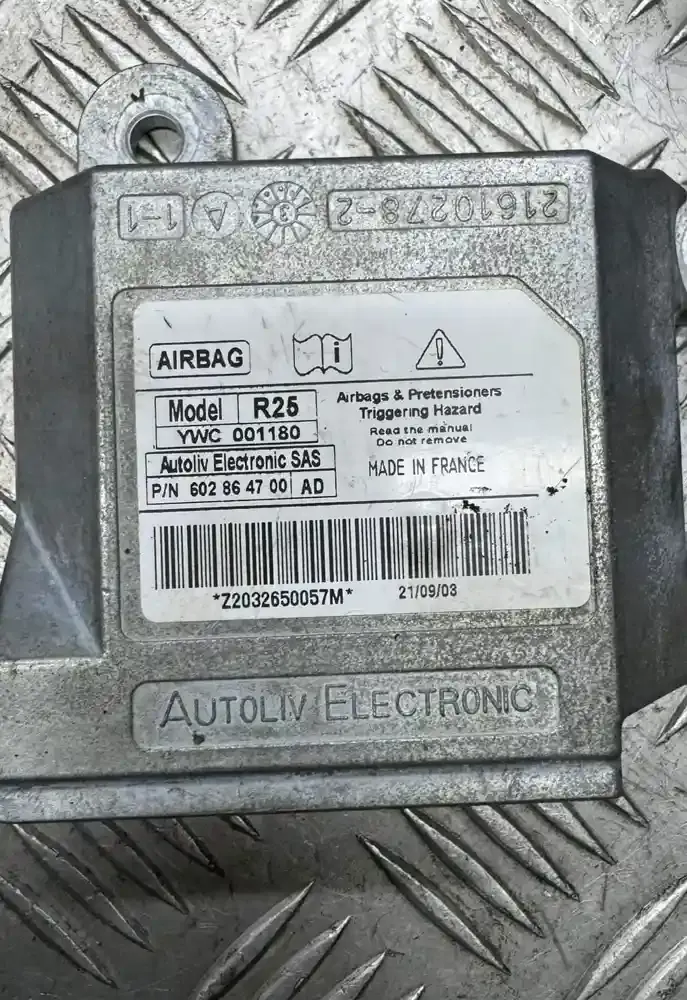 1-1 A 3 21610278-2
AIRBAG i !
Model R25
YWC 001180
Autoliv Electronic SAS
P/N 602 86 47 00 AD
Airbags & Pretensioners
Triggering Hazard
Read the manual
Do not remove
MADE IN FRANCE
*Z2032650057M* 21/09/03
AUTOLIV ELECTRONIC